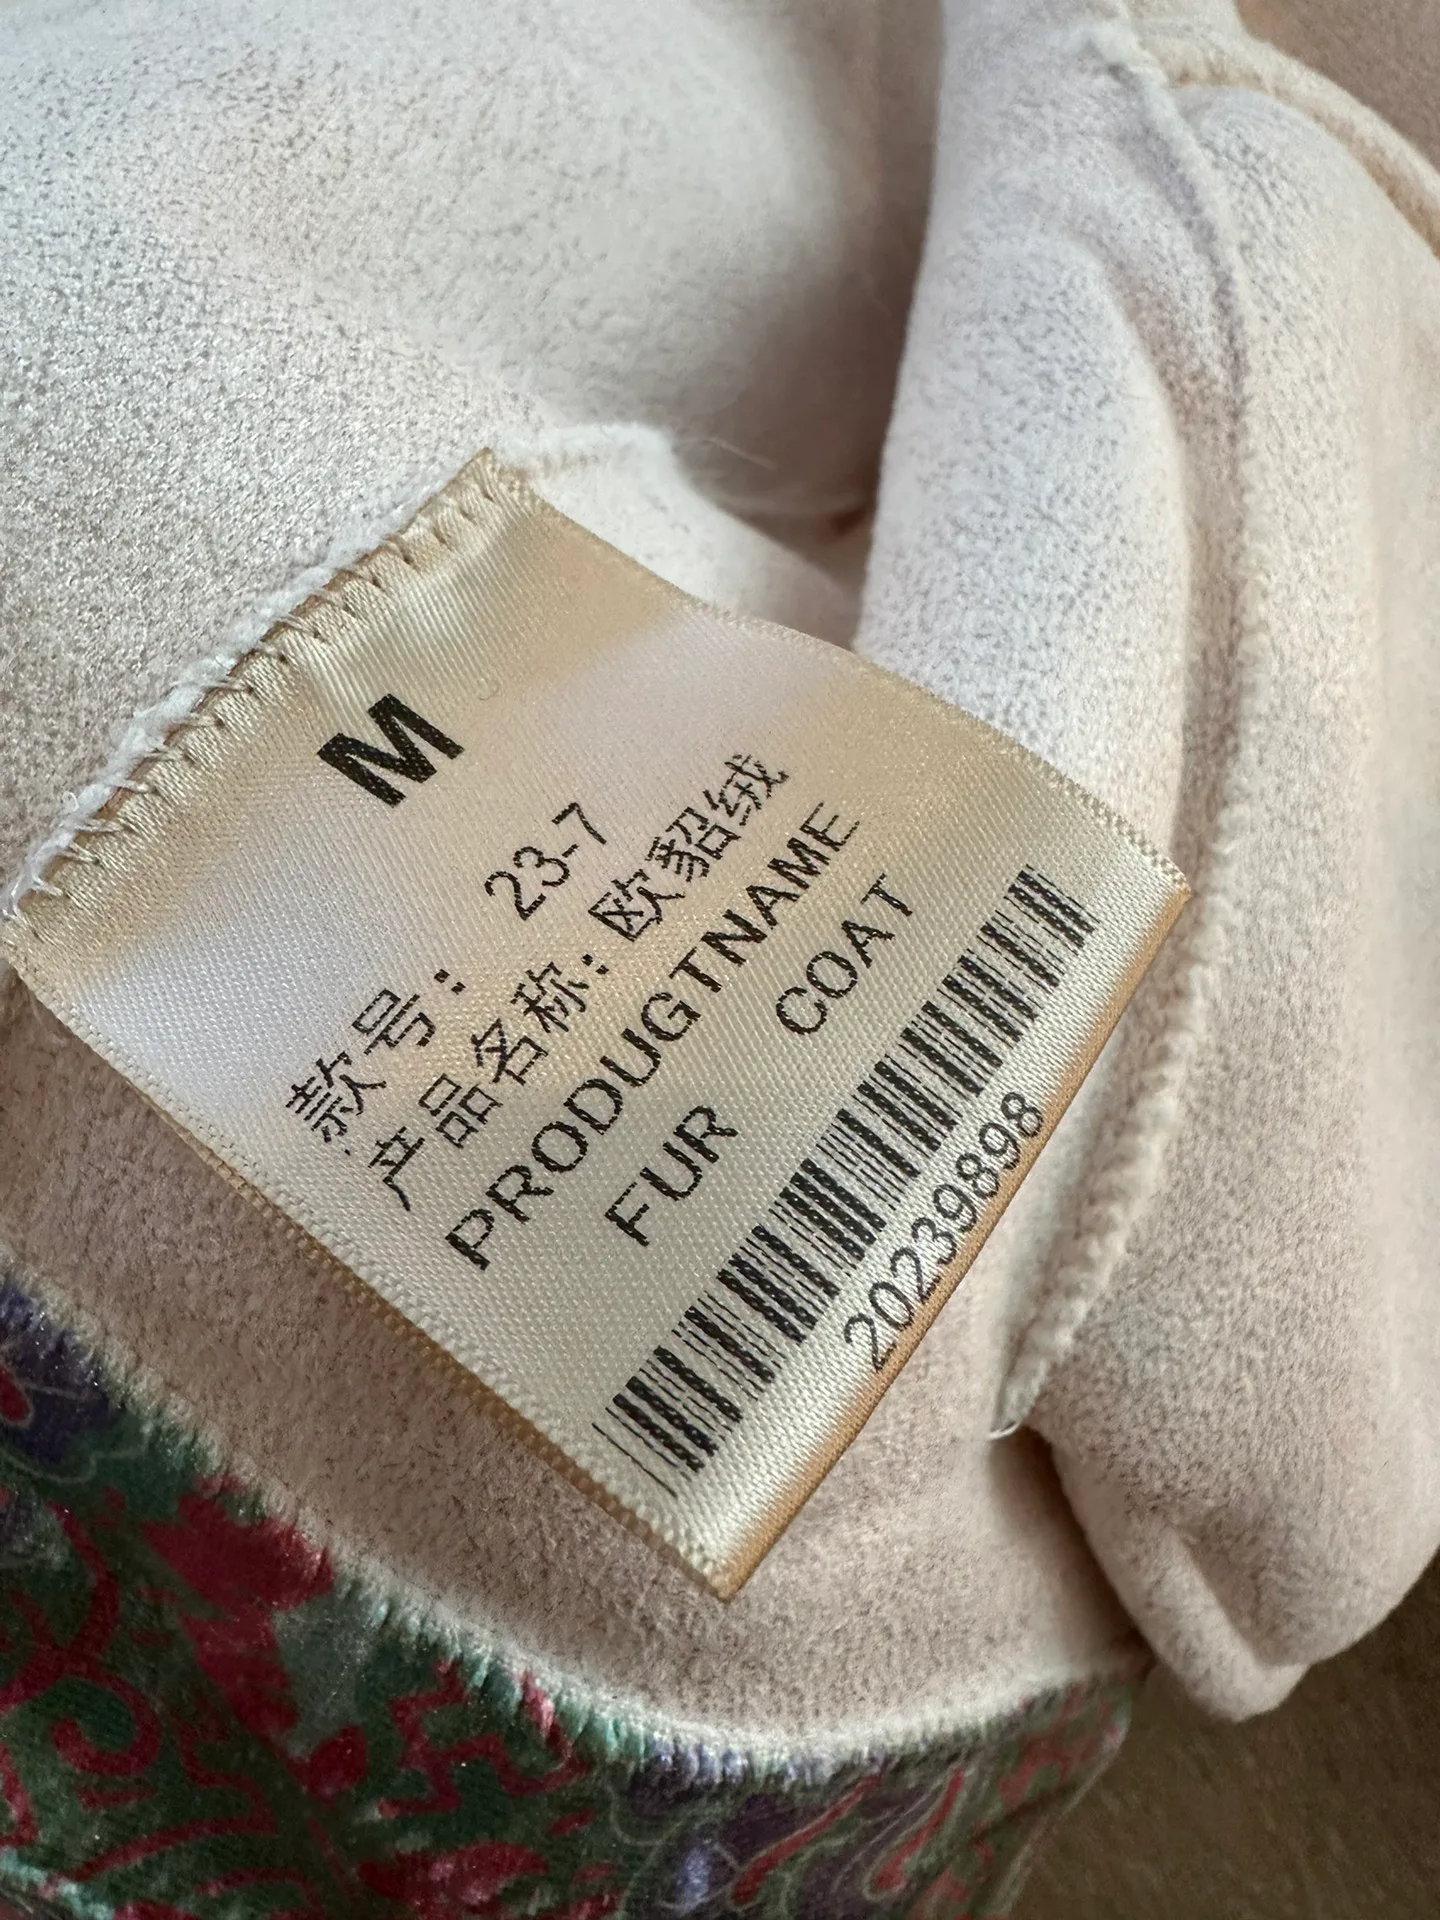 M
款号： 23-7
产品名称：欧貂绒
PRODUGTNAME
FUR COAT
20239898